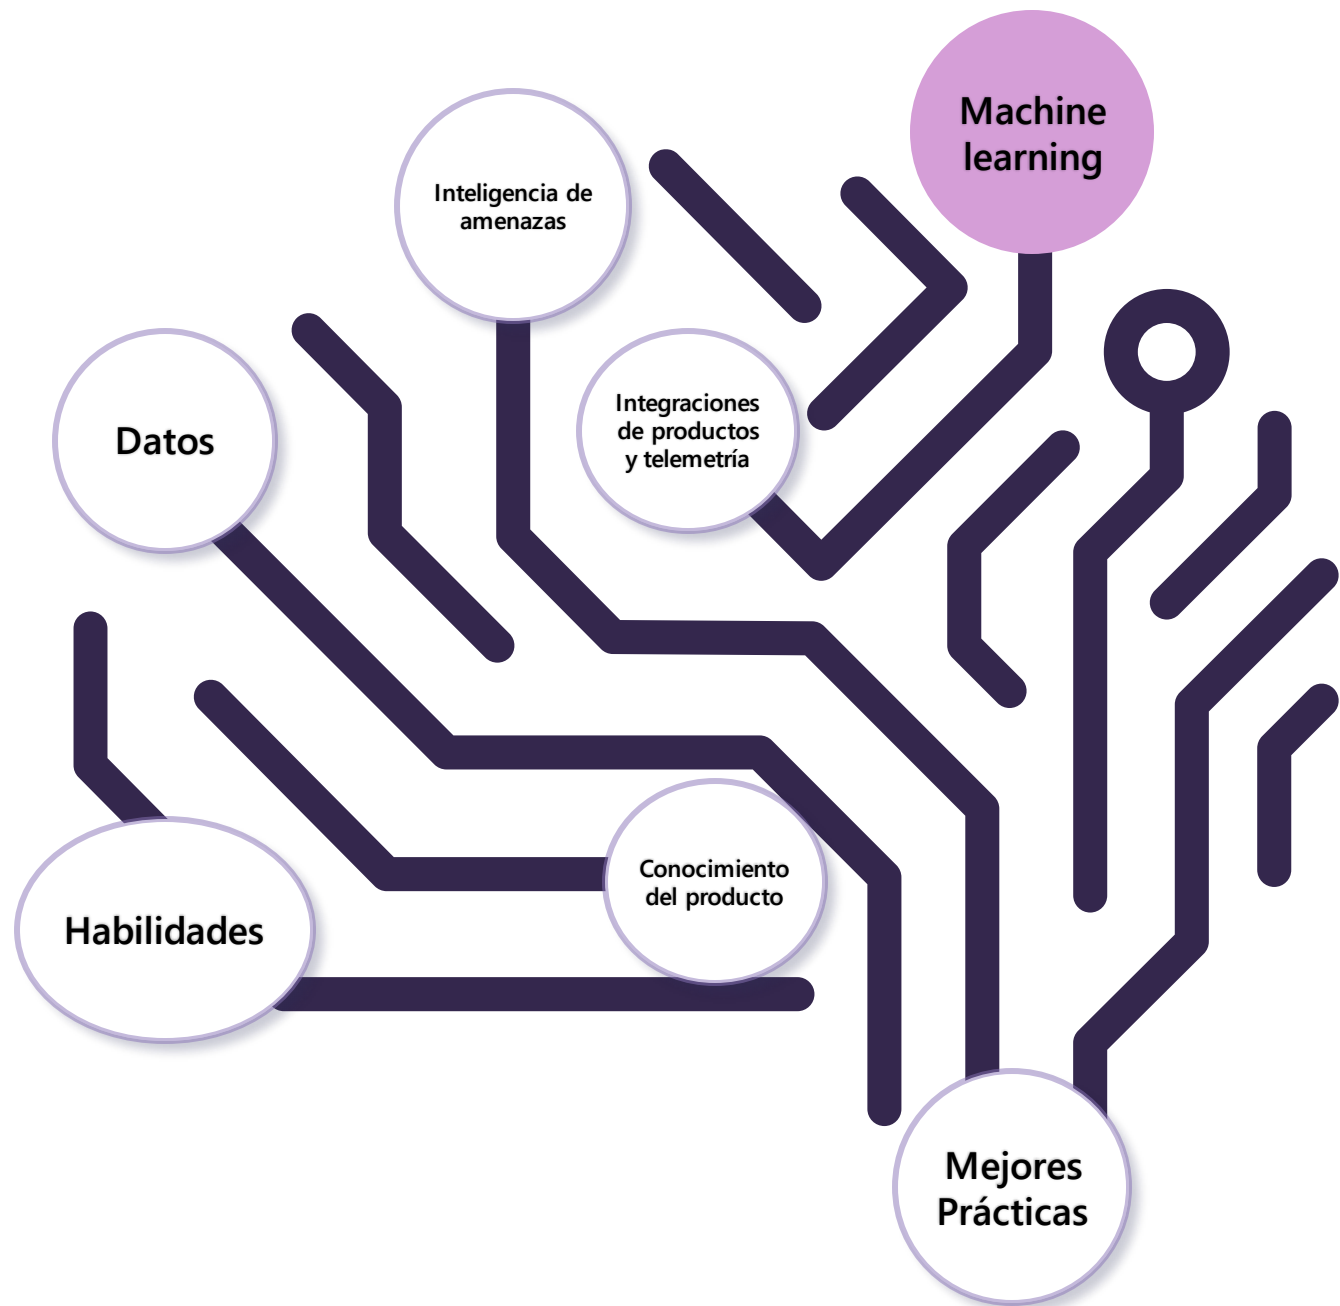 Machine
learning
Inteligencia de
amenazas
Integraciones
de productos
y telemetría
Datos
Conocimiento
del producto
Habilidades
Mejores
Prácticas